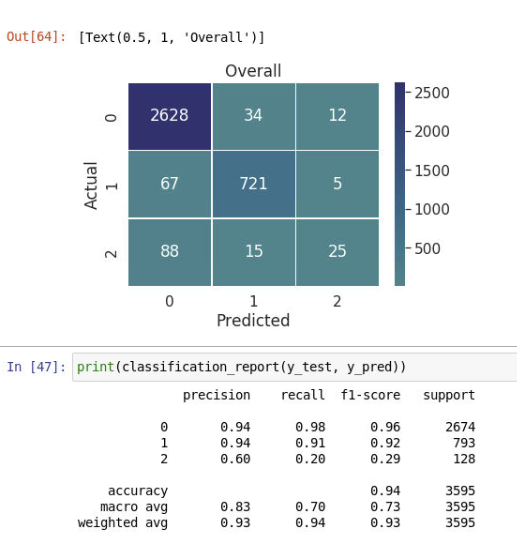 Out[64]: [Text(0.5, 1, 'Overall')]
Overall
0 2628 34 12
1 67 721 5
2 88 15 25
Actual
0 1 2
Predicted
2500
2000
1500
1000
500
In [47]: print(classification_report(y_test, y_pred))
precision recall f1-score support
0 0.94 0.98 0.96 2674
1 0.94 0.91 0.92 793
2 0.60 0.20 0.29 128
accuracy 0.94 3595
macro avg 0.83 0.70 0.73 3595
weighted avg 0.93 0.94 0.93 3595